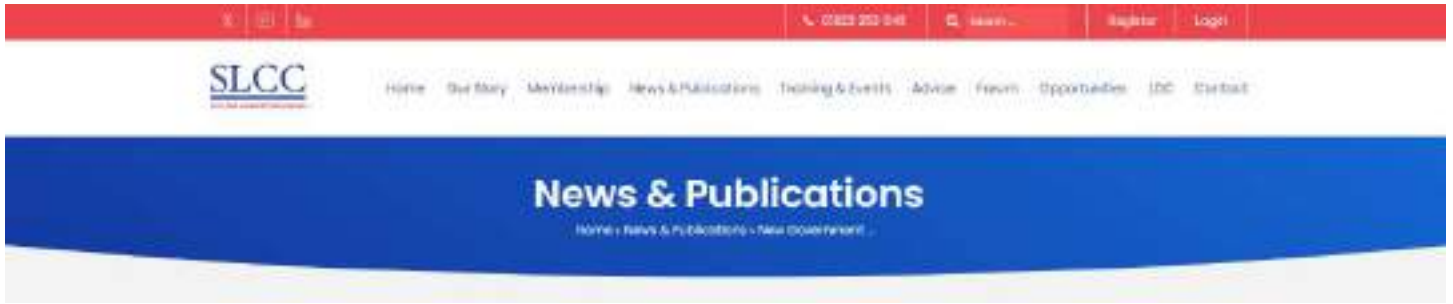 Register Login
SLCC
Home Our Story Membership News & Publications Training & Events Advice Forum Opportunities Contact
News & Publications
Home » News & Publications » New Government ...